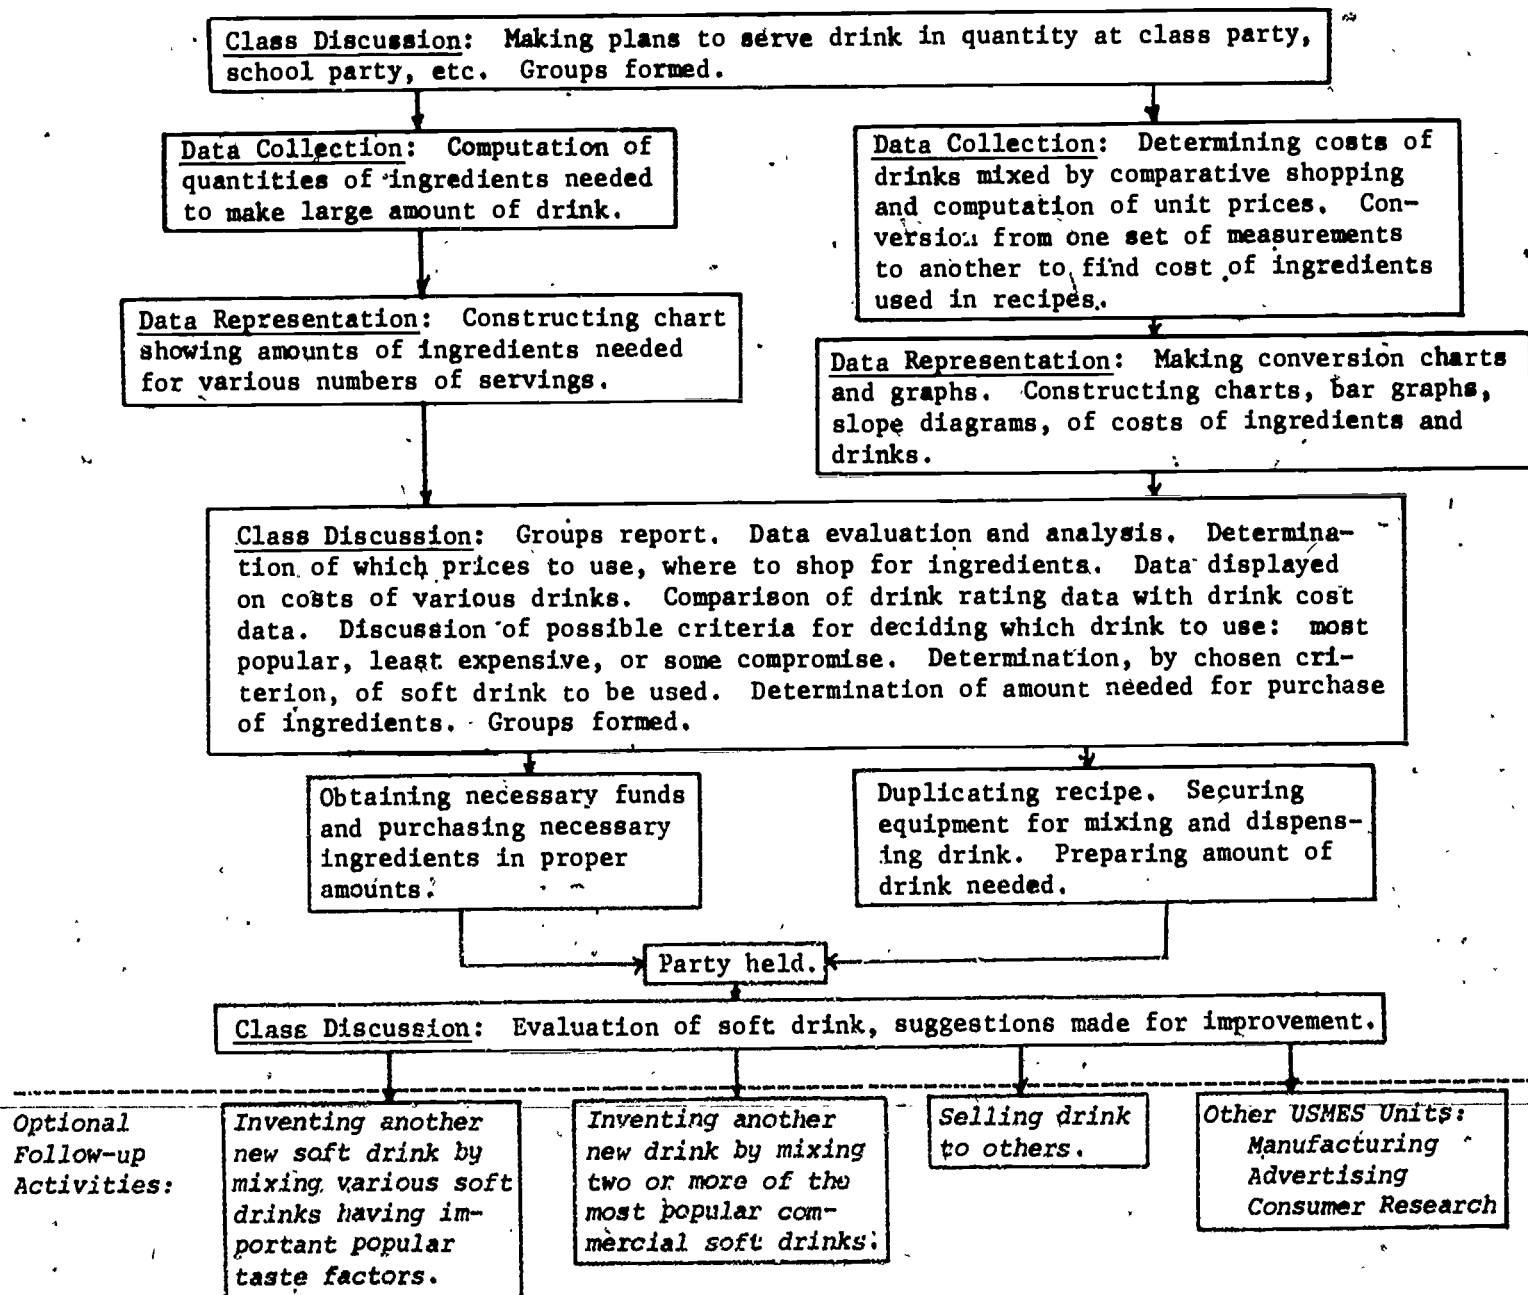 Class Discussion: Making plans to serve drink in quantity at class party,
school party, etc. Groups formed.
Data Collection: Computation of
quantities of ingredients needed
to make large amount of drink.
Data Collection: Determining costs of
drinks mixed by comparative shopping
and computation of unit prices. Con-
version from one set of measurements
to another to find cost of ingredients
used in recipes.
Data Representation: Constructing chart
showing amounts of ingredients needed
for various numbers of servings.
Data Representation: Making conversion charts
and graphs. Constructing charts, bar graphs,
slope diagrams, of costs of ingredients and
drinks.
Class Discussion: Groups report. Data evaluation and analysis. Determina-
tion of which prices to use, where to shop for ingredients. Data displayed
on costs of various drinks. Comparison of drink rating data with drink cost
data. Discussion of possible criteria for deciding which drink to use: most
popular, least expensive, or some compromise. Determination, by chosen cri-
terion, of soft drink to be used. Determination of amount needed for purchase
of ingredients. Groups formed.
Obtaining necessary funds
and purchasing necessary
ingredients in proper
amounts.
Duplicating recipe. Securing
equipment for mixing and dispens-
ing drink. Preparing amount of
drink needed.
Party held.
Class Discussion: Evaluation of soft drink, suggestions made for improvement.
Optional
Follow-up
Activities:
Inventing another
new soft drink by
mixing various soft
drinks having im-
portant popular
taste factors.
Inventing another
new drink by mixing
two or more of the
most popular com-
mercial soft drinks.
Selling drink
to others.
Other USMES Units:
Manufacturing
Advertising
Consumer Research